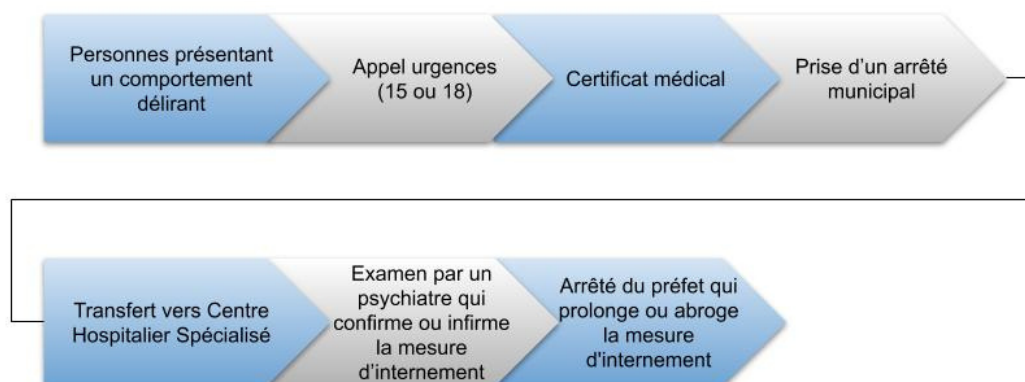 Personnes présentant
un comportement
délirant
Appel urgences
(15 ou 18)
Certificat médical
Prise d’un arrêté
municipal
Transfert vers Centre
Hospitalier Spécialisé
Examen par un
psychiatre qui
confirme ou infirme
la mesure
d’internement
Arrêté du préfet qui
prolonge ou abroge
la mesure
d'internement